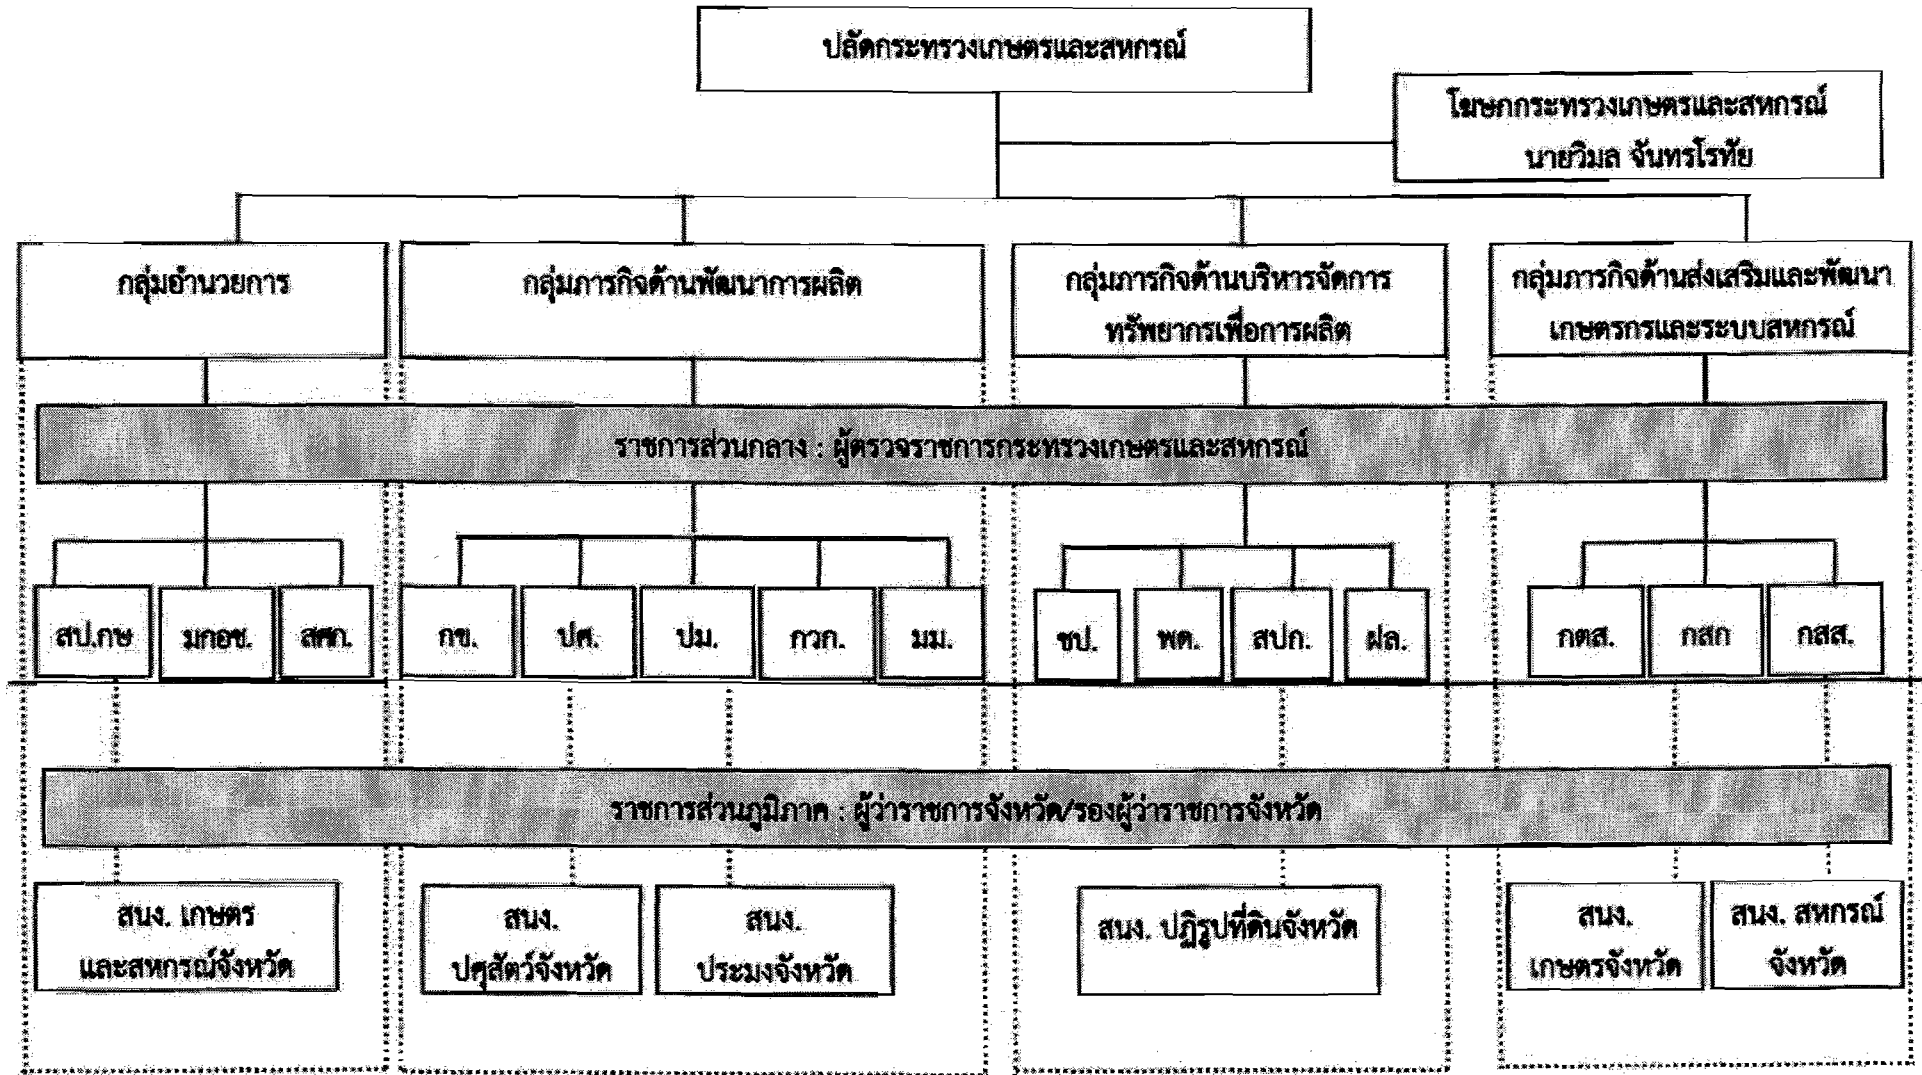 ปลัดกระทรวงเกษตรและสหกรณ์
โฆษกกระทรวงเกษตรและสหกรณ์
นายวิมล จันทรโรทัย
กลุ่มอำนวยการ
กลุ่มภารกิจด้านพัฒนาการผลิต
กลุ่มภารกิจด้านบริหารจัดการ
ทรัพยากรเพื่อการผลิต
กลุ่มภารกิจด้านส่งเสริมและพัฒนา
เกษตรกรและระบบสหกรณ์
ราชการส่วนกลาง : ผู้ตรวจราชการกระทรวงเกษตรและสหกรณ์
สป.กษ
มกอช.
สศก.
กข.
ปศ.
ปม.
กวก.
มม.
ชป.
พด.
สปก.
ฝล.
กตส.
กสก
กสส.
ราชการส่วนภูมิภาค : ผู้ว่าราชการจังหวัด/รองผู้ว่าราชการจังหวัด
สนง. เกษตร
และสหกรณ์จังหวัด
สนง.
ปศุสัตว์จังหวัด
สนง.
ประมงจังหวัด
สนง. ปฏิรูปที่ดินจังหวัด
สนง.
เกษตรจังหวัด
สนง. สหกรณ์
จังหวัด